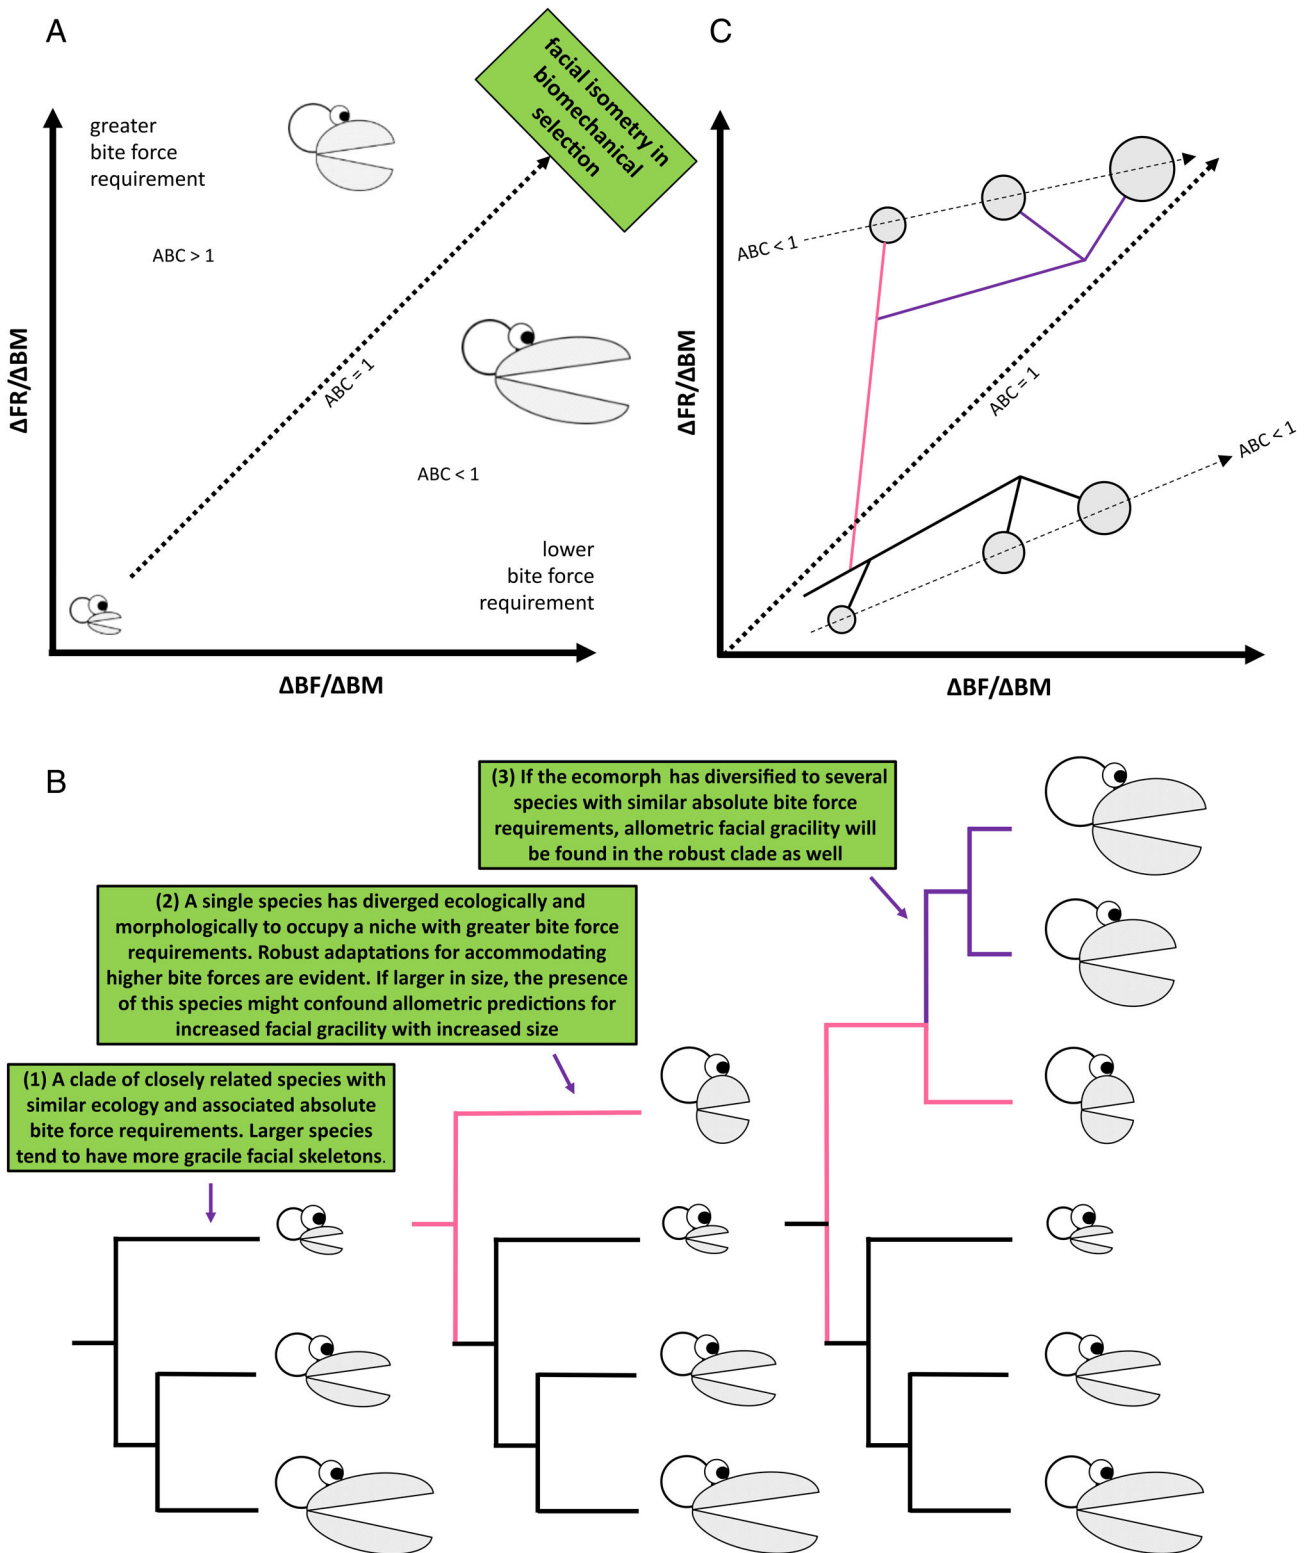 A
greater
bite force
requirement
facial isometry in
biomechanical
selection
ABC > 1
ABC = 1
ABC < 1
lower
bite force
requirement
ΔFR/ΔBM
ΔBF/ΔBM
C
ABC < 1
ABC = 1
ABC < 1
ΔFR/ΔBM
ΔBF/ΔBM
B
(3) If the ecomorph has diversified to several
species with similar absolute bite force
requirements, allometric facial gracility will
be found in the robust clade as well
(2) A single species has diverged ecologically and
morphologically to occupy a niche with greater bite force
requirements. Robust adaptations for accommodating
higher bite forces are evident. If larger in size, the presence
of this species might confound allometric predictions for
increased facial gracility with increased size
(1) A clade of closely related species with
similar ecology and associated absolute
bite force requirements. Larger species
tend to have more gracile facial skeletons.